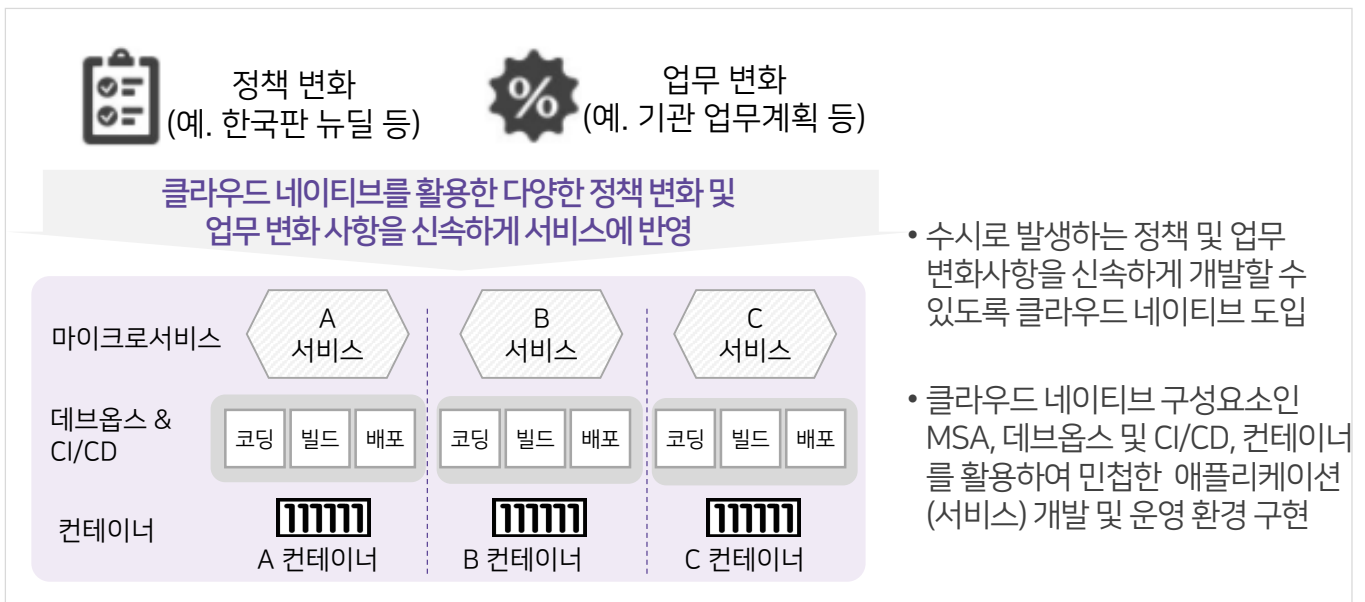 정책 변화
(예. 한국판 뉴딜 등)
%
업무 변화
(예. 기관 업무계획 등)
클라우드 네이티브를 활용한 다양한 정책 변화 및
업무 변화 사항을 신속하게 서비스에 반영
마이크로서비스
A
서비스
B
서비스
C
서비스
데브옵스 &
CI/CD
코딩 빌드 배포
코딩 빌드 배포
코딩 빌드 배포
컨테이너
A 컨테이너
B 컨테이너
C 컨테이너
• 수시로 발생하는 정책 및 업무
변화사항을 신속하게 개발할 수
있도록 클라우드 네이티브 도입
• 클라우드 네이티브 구성요소인
MSA, 데브옵스 및 CI/CD, 컨테이너
를 활용하여 민첩한 애플리케이션
(서비스) 개발 및 운영 환경 구현